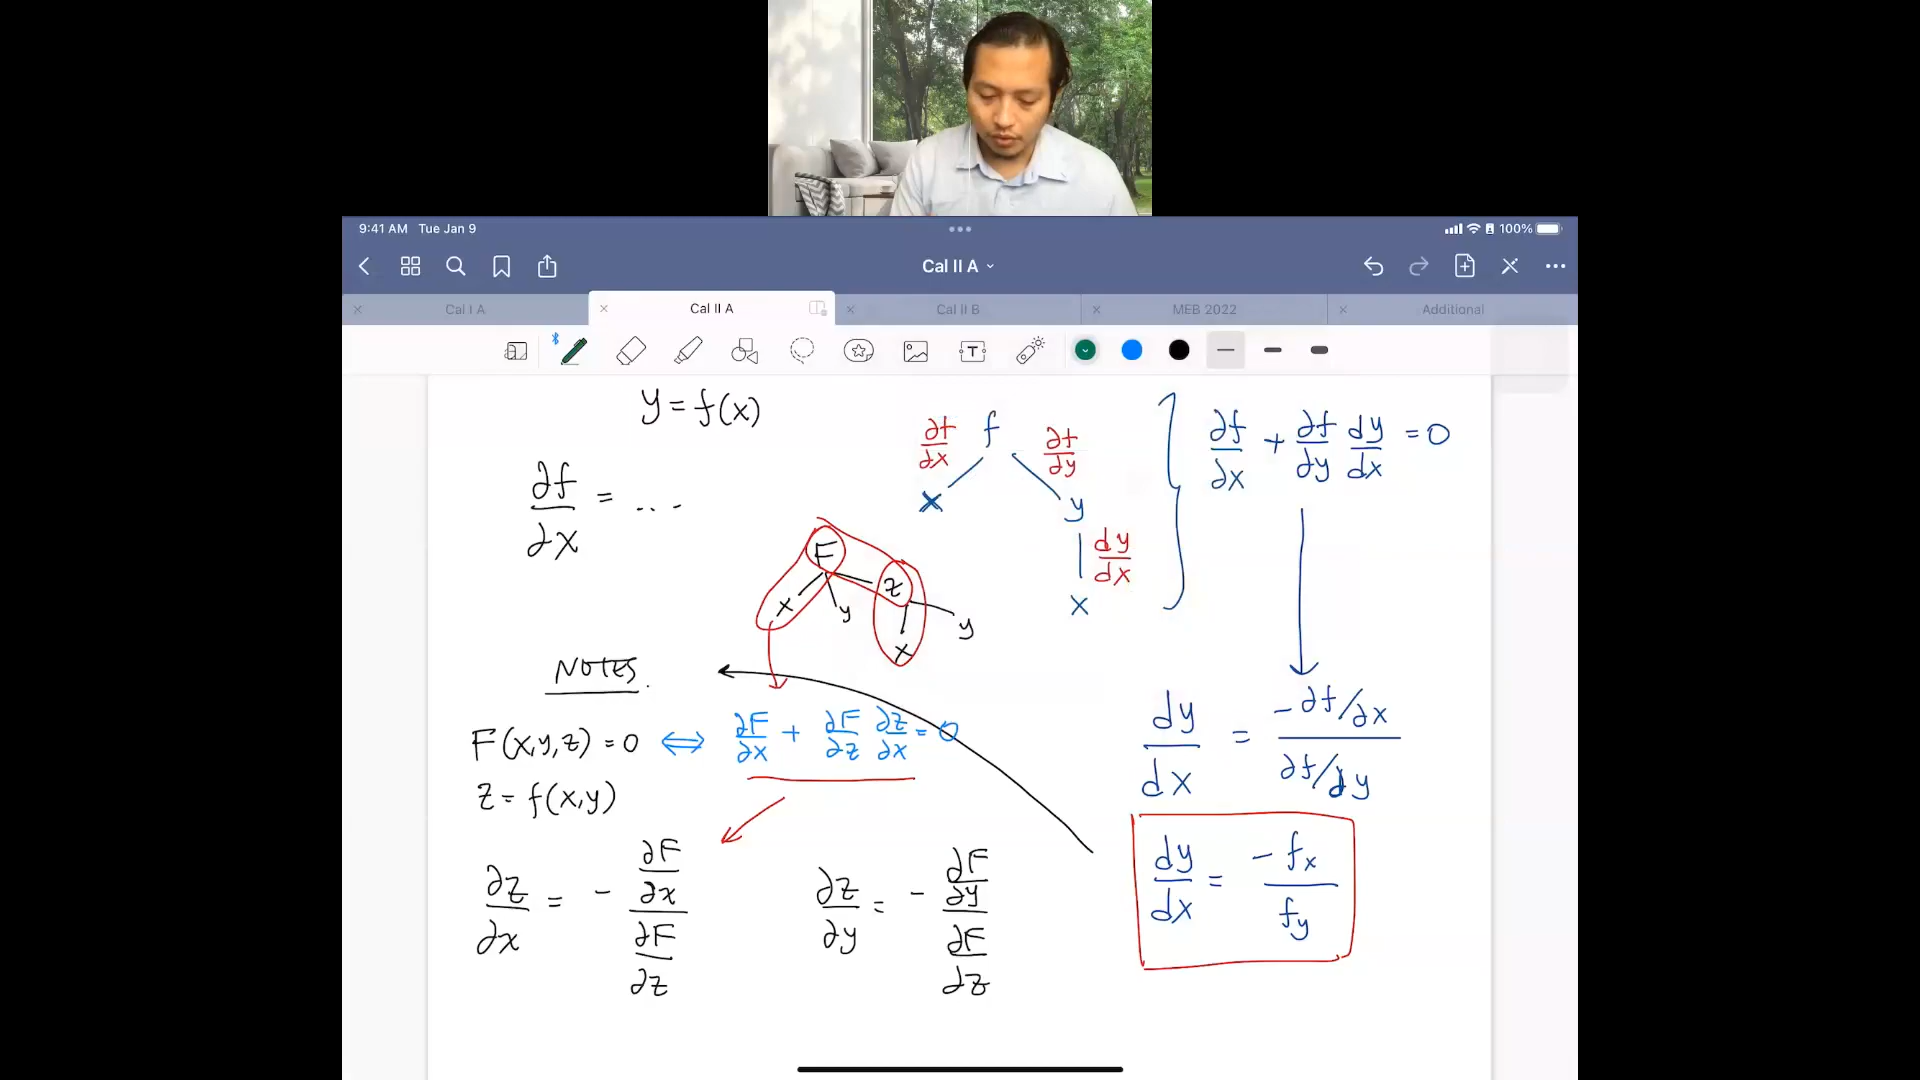 9:41 AM Tue Jan 9
100%
Cal II A
Cal I A
Cal II A
Cal II B
MEB 2022
Additional
T
y = f(x)
∂f/∂x = ...
f
∂f/∂x
∂f/∂y
x
y
dy/dx
x
∂f/∂x + ∂f/∂y dy/dx = 0
F
x
y
z
y
x
NOTES.
F(x,y,z) = 0 ⇔ ∂F/∂x + ∂F/∂z ∂z/∂x = 0
z = f(x,y)
dy/dx = -∂f/∂x / ∂f/∂y
∂z/∂x = - ∂F/∂x / ∂F/∂z
∂z/∂y = - ∂F/∂y / ∂F/∂z
dy/dx = -fx / fy